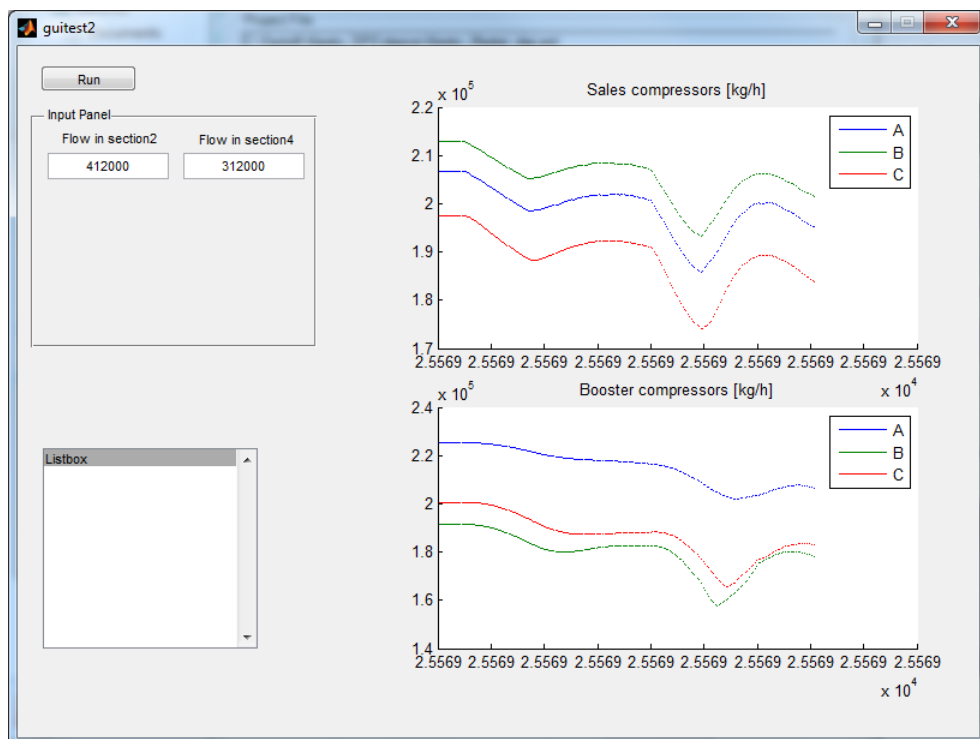 guitest2
Run
Input Panel
Flow in section2
Flow in section4
412000
312000
Listbox
Sales compressors [kg/h]
x 10^5
2.2
2.1
2
1.9
1.8
1.7
2.5569 2.5569 2.5569 2.5569 2.5569 2.5569 2.5569 2.5569 2.5569 2.5569
x 10^4
A
B
C
Booster compressors [kg/h]
x 10^5
2.4
2.2
2
1.8
1.6
1.4
2.5569 2.5569 2.5569 2.5569 2.5569 2.5569 2.5569 2.5569 2.5569 2.5569
x 10^4
A
B
C